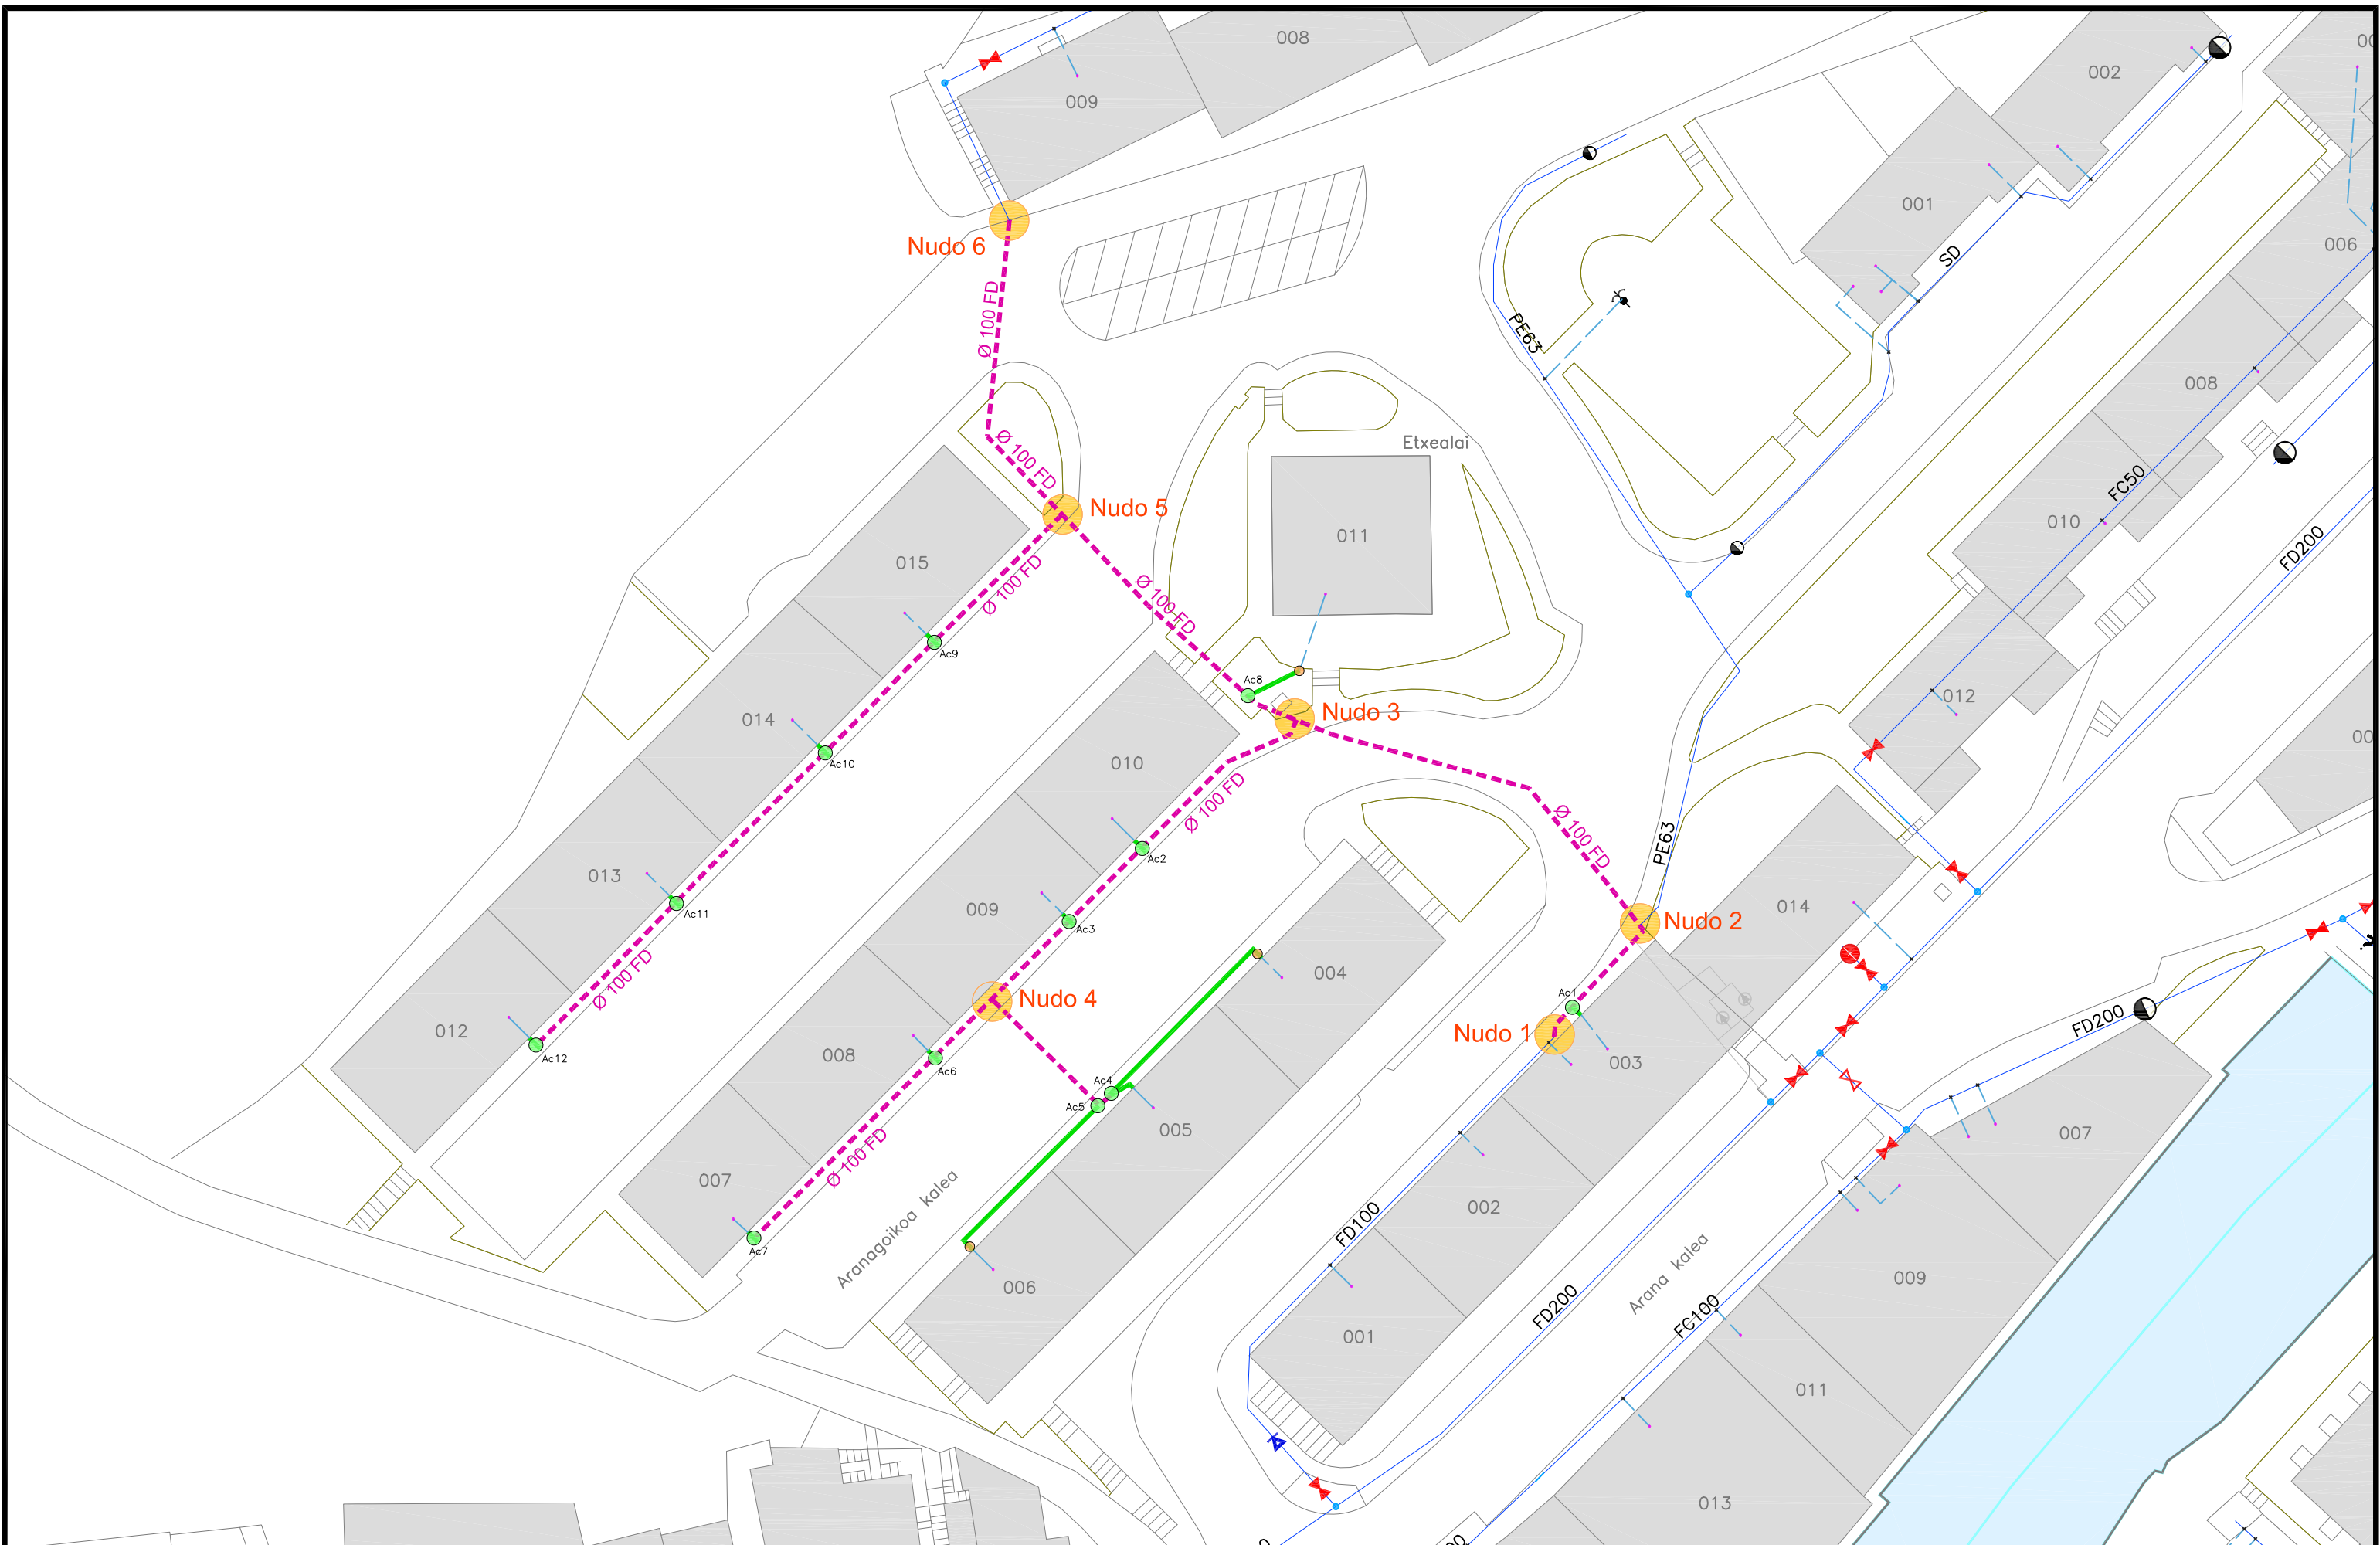 008
009
002
001
006
Nudo 6
SD
PE63
Ø 100 FD
008
Etxealai
Ø 100 FD
FC50
010
Nudo 5
011
015
FD200
Ø 100 FD
Ø 100 FD
Ac9
Ac8
012
Nudo 3
014
Ac10
010
Ø 100 FD
Ø 100 FD
PE63
Ac2
013
Ac11
009
014
Ac3
Nudo 2
004
Ø 100 FD
Nudo 4
Ac1
Nudo 1
012
Ac12
FD200
008
Ac6
003
Ac4
Ac5
005
007
Ø 100 FD
007
002
Ac7
Aranagoikoa kalea
FD100
006
009
Arana kalea
FD200
FC100
001
011
013